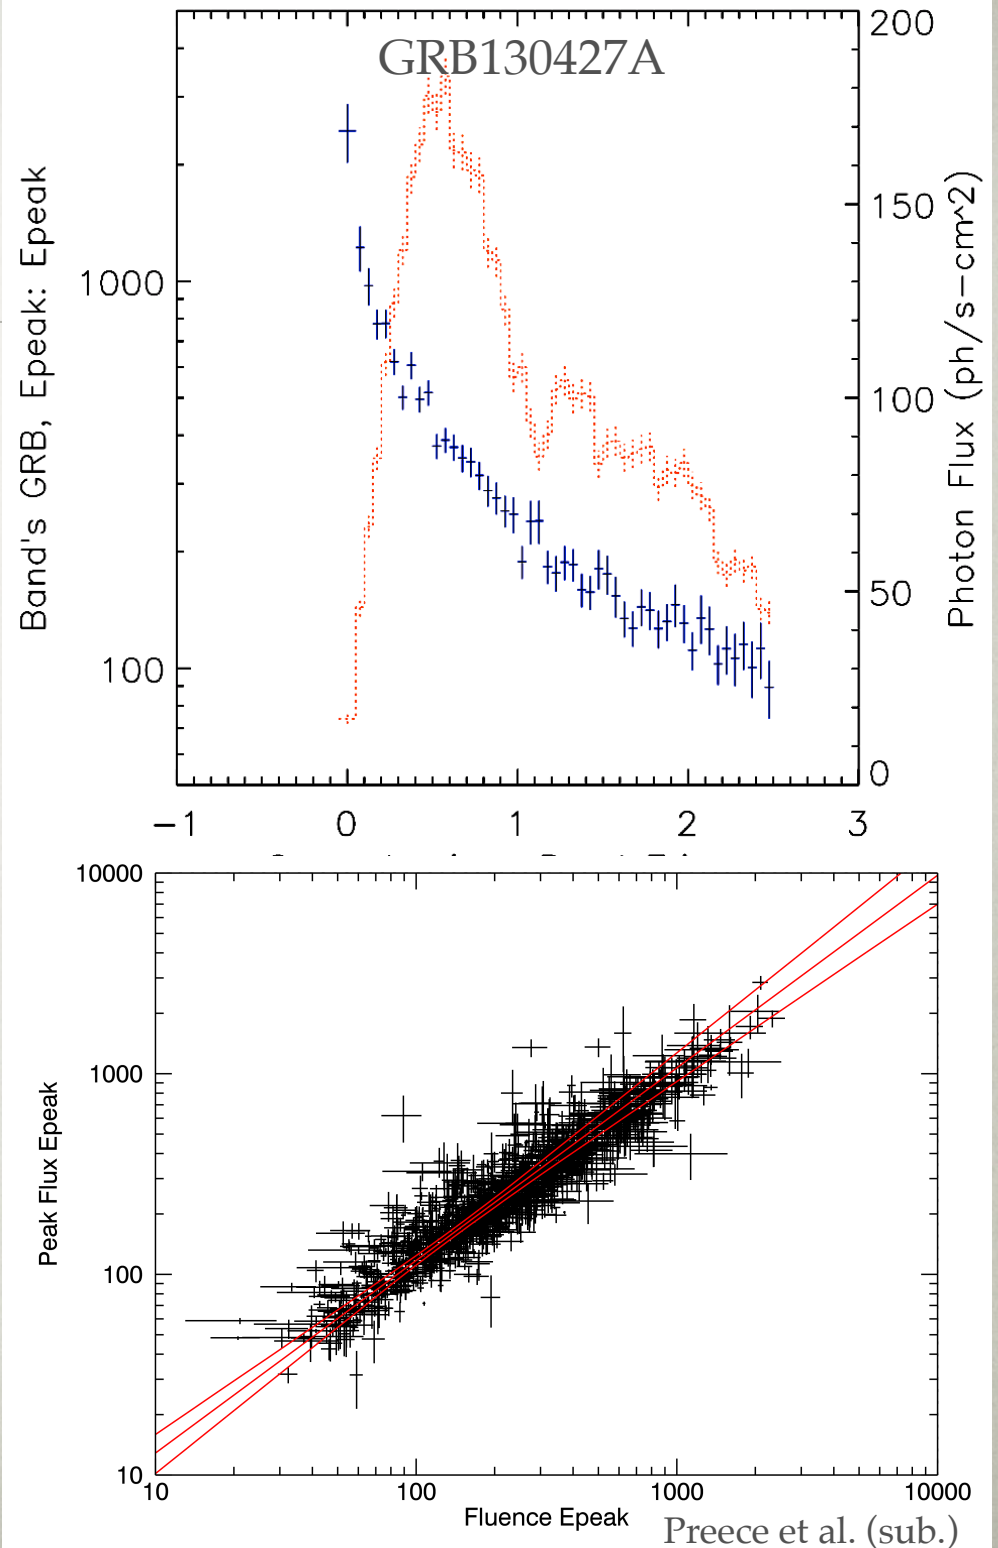 GRB130427A
Band's GRB, Epeak: Epeak
200
150
100
50
0
Photon Flux (ph/s-cm^2)
1000
100
-1 0 1 2 3
10000
1000
100
10
Peak Flux Epeak
10 100 1000 10000
Fluence Epeak
Preece et al. (sub.)